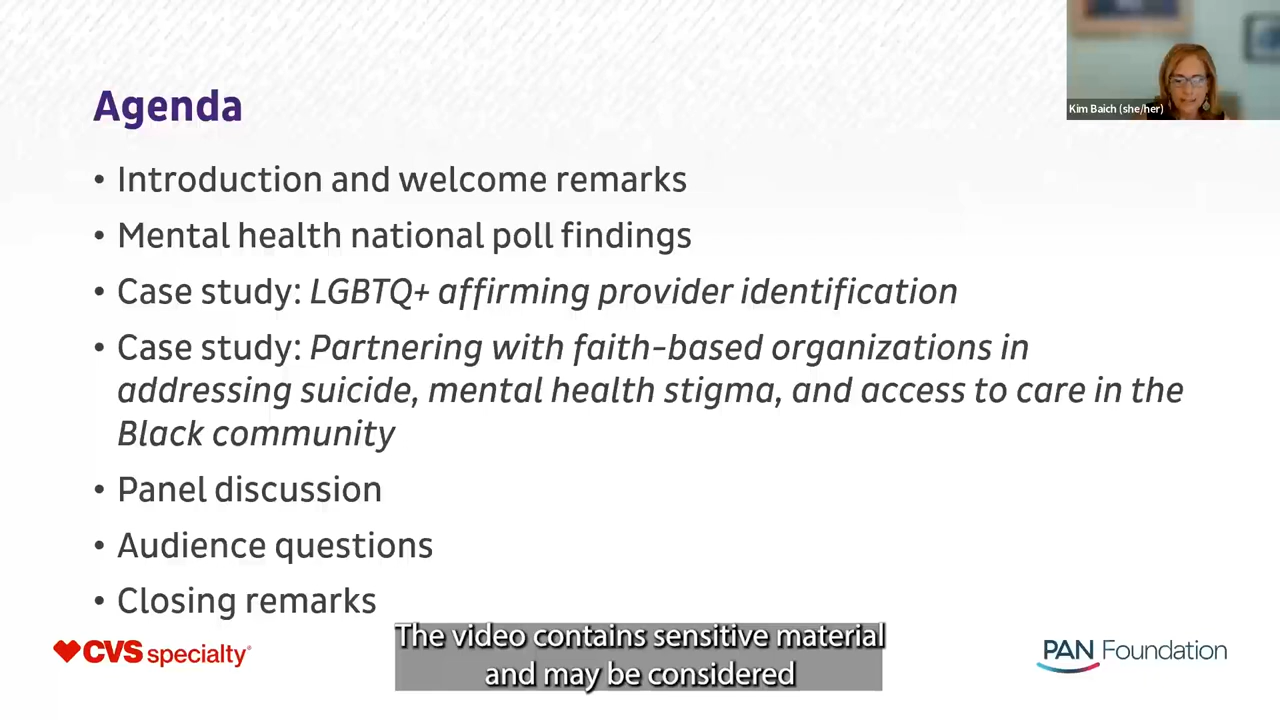 Agenda
Kim Baich (she/her)
• Introduction and welcome remarks
• Mental health national poll findings
• Case study: LGBTQ+ affirming provider identification
• Case study: Partnering with faith-based organizations in
addressing suicide, mental health stigma, and access to care in the
Black community
• Panel discussion
• Audience questions
• Closing remarks
The video contains sensitive material
and may be considered
CVS specialty®
PAN Foundation